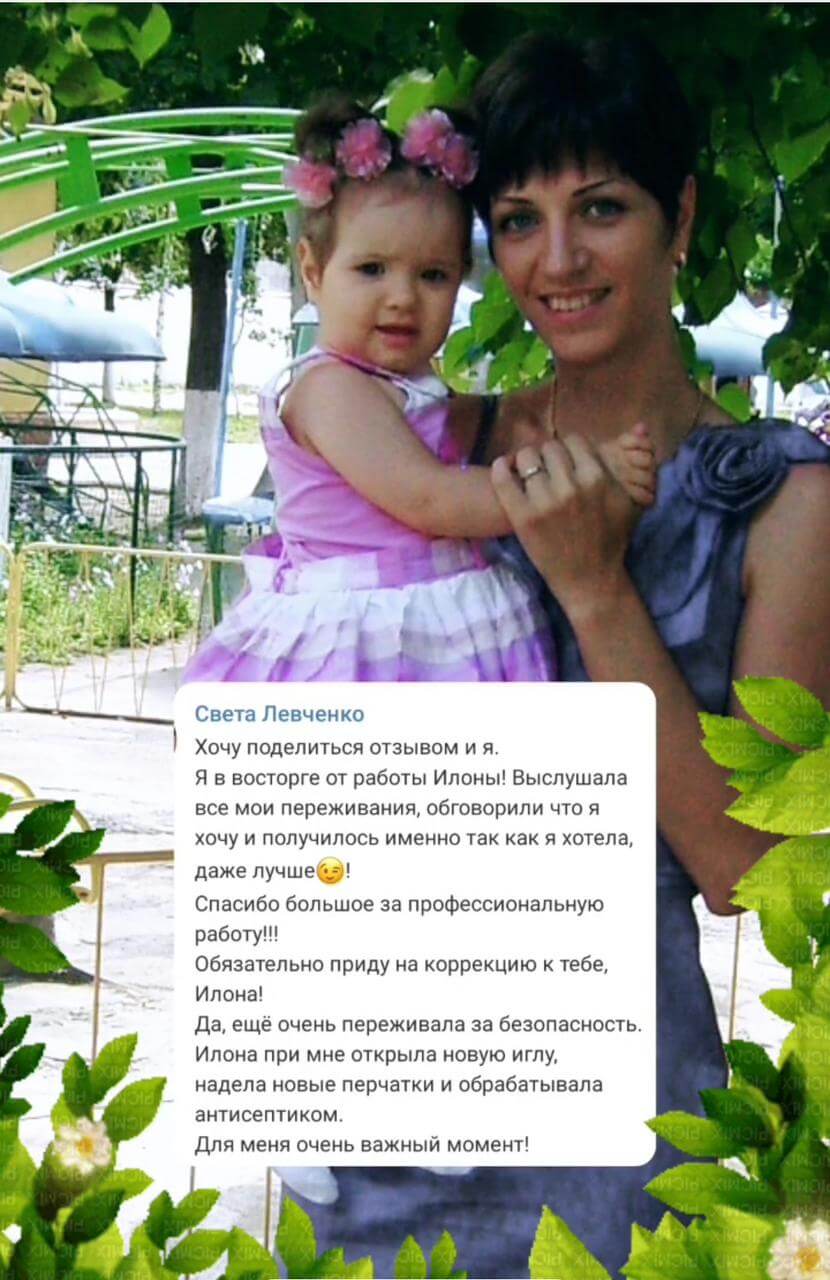 Света Левченко
Хочу поделиться отзывом и я.
Я в восторге от работы Илоны! Выслушала
все мои переживания, обговорили что я
хочу и получилось именно так как я хотела,
даже лучше😉!
Спасибо большое за профессиональную
работу!!!
Обязательно приду на коррекцию к тебе,
Илона!
Да, ещё очень переживала за безопасность.
Илона при мне открыла новую иглу,
надела новые перчатки и обрабатывала
антисептиком.
Для меня очень важный момент!